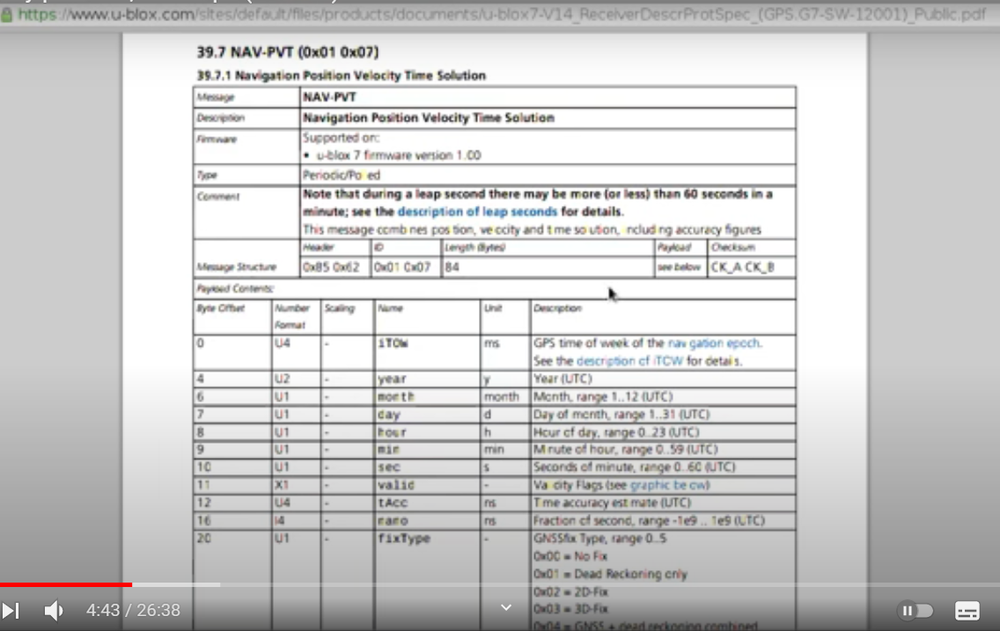 https://www.u-blox.com/sites/default/files/products/documents/u-blox7-V14_ReceiverDescrProtSpec_(GPS.G7-SW-12001)_Public.pdf
39.7 NAV-PVT (0x01 0x07)
39.7.1 Navigation Position Velocity Time Solution
Message NAV-PVT
Description Navigation Position Velocity Time Solution
Firmware Supported on:
• u-blox 7 firmware version 1.00
Type Periodic/Polled
Comment Note that during a leap second there may be more (or less) than 60 seconds in a
minute; see the description of leap seconds for details.
This message combines position, velocity and time solution, including accuracy figures
Header ID Length (Bytes) Payload Checksum
Message Structure 0xB5 0x62 0x01 0x07 84 see below CK_A CK_B
Payload Contents:
Byte Offset Number Scaling Name Unit Description
Format
0 U4 - iTOW ms GPS time of week of the navigation epoch.
See the description of iTOW for details.
4 U2 - year y Year (UTC)
6 U1 - month month Month, range 1..12 (UTC)
7 U1 - day d Day of month, range 1..31 (UTC)
8 U1 - hour h Hour of day, range 0..23 (UTC)
9 U1 - min min Minute of hour, range 0..59 (UTC)
10 U1 - sec s Seconds of minute, range 0..60 (UTC)
11 X1 - valid - Validity Flags (see graphic below)
12 U4 - tAcc ns Time accuracy estimate (UTC)
16 I4 - nano ns Fraction of second, range -1e9 .. 1e9 (UTC)
20 U1 - fixType - GNSSfix Type, range 0..5
0x00 = No Fix
0x01 = Dead Reckoning only
0x02 = 2D-Fix
0x03 = 3D-Fix
0x04 = GNSS + dead reckoning combined
4:43 / 26:38